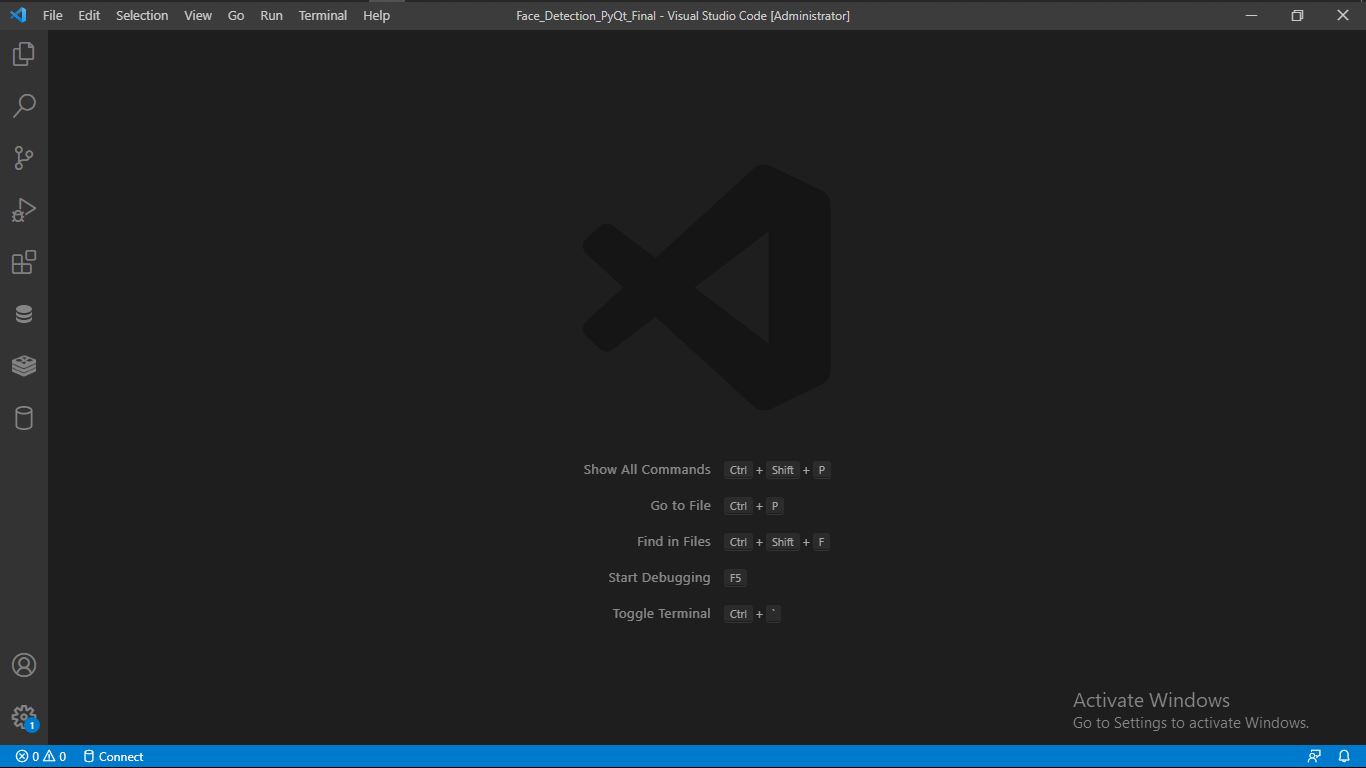 File Edit Selection View Go Run Terminal Help Face_Detection_PyQt_Final - Visual Studio Code [Administrator]
Show All Commands Ctrl + Shift + P
Go to File Ctrl + P
Find in Files Ctrl + Shift + F
Start Debugging F5
Toggle Terminal Ctrl + `
Activate Windows
Go to Settings to activate Windows.
1
0 0 Connect